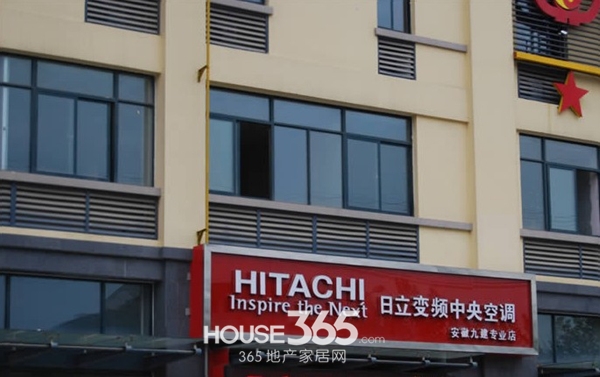 HITACHI
Inspire the Next
日立变频中央空调
安徽九建专业店
HOUSE365.com
365地产家居网